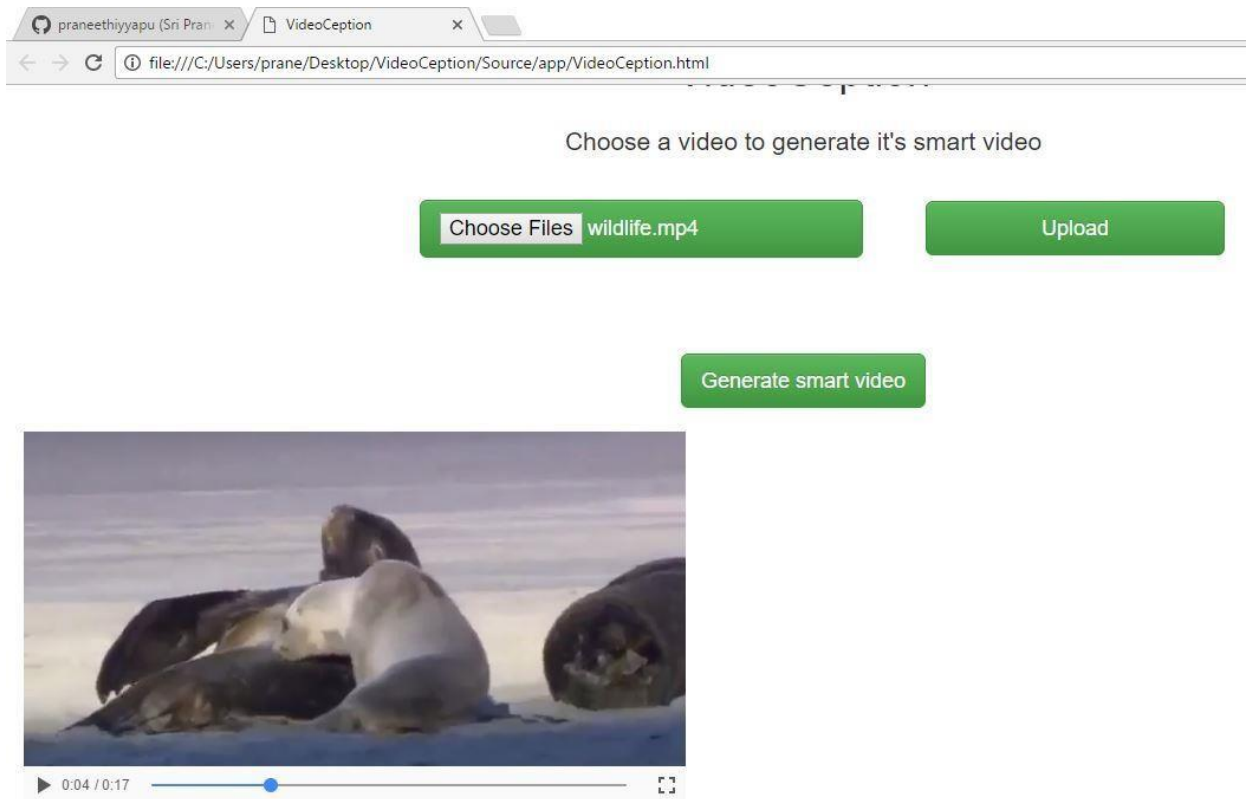 praneethiyyapu (Sri Pran
VideoCeption
file:///C:/Users/prane/Desktop/VideoCeption/Source/app/VideoCeption.html
Choose a video to generate it's smart video
Choose Files wildlife.mp4
Upload
Generate smart video
0:04 / 0:17